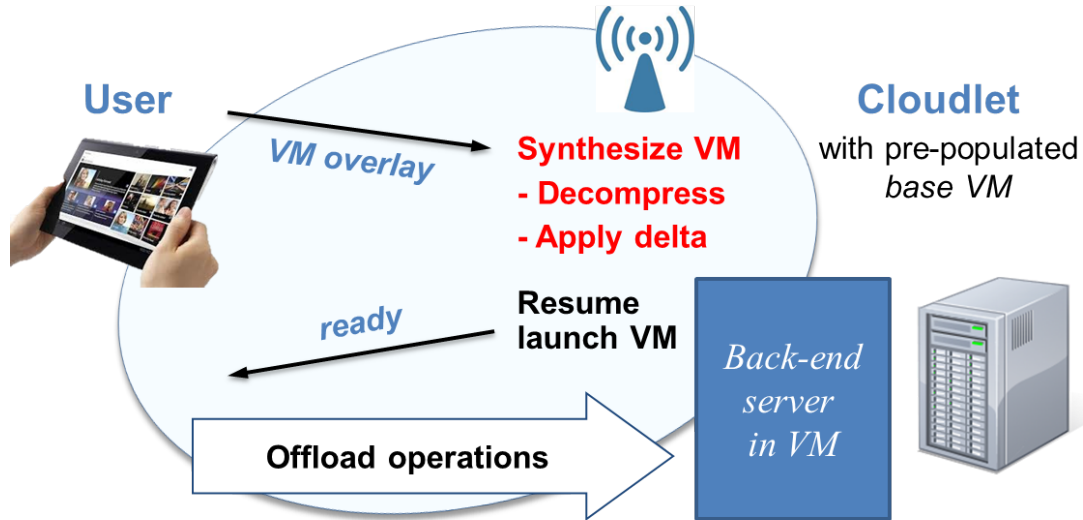 User
VM overlay
Synthesize VM
- Decompress
- Apply delta
Cloudlet
with pre-populated
base VM
ready
Resume
launch VM
Back-end
server
in VM
Offload operations